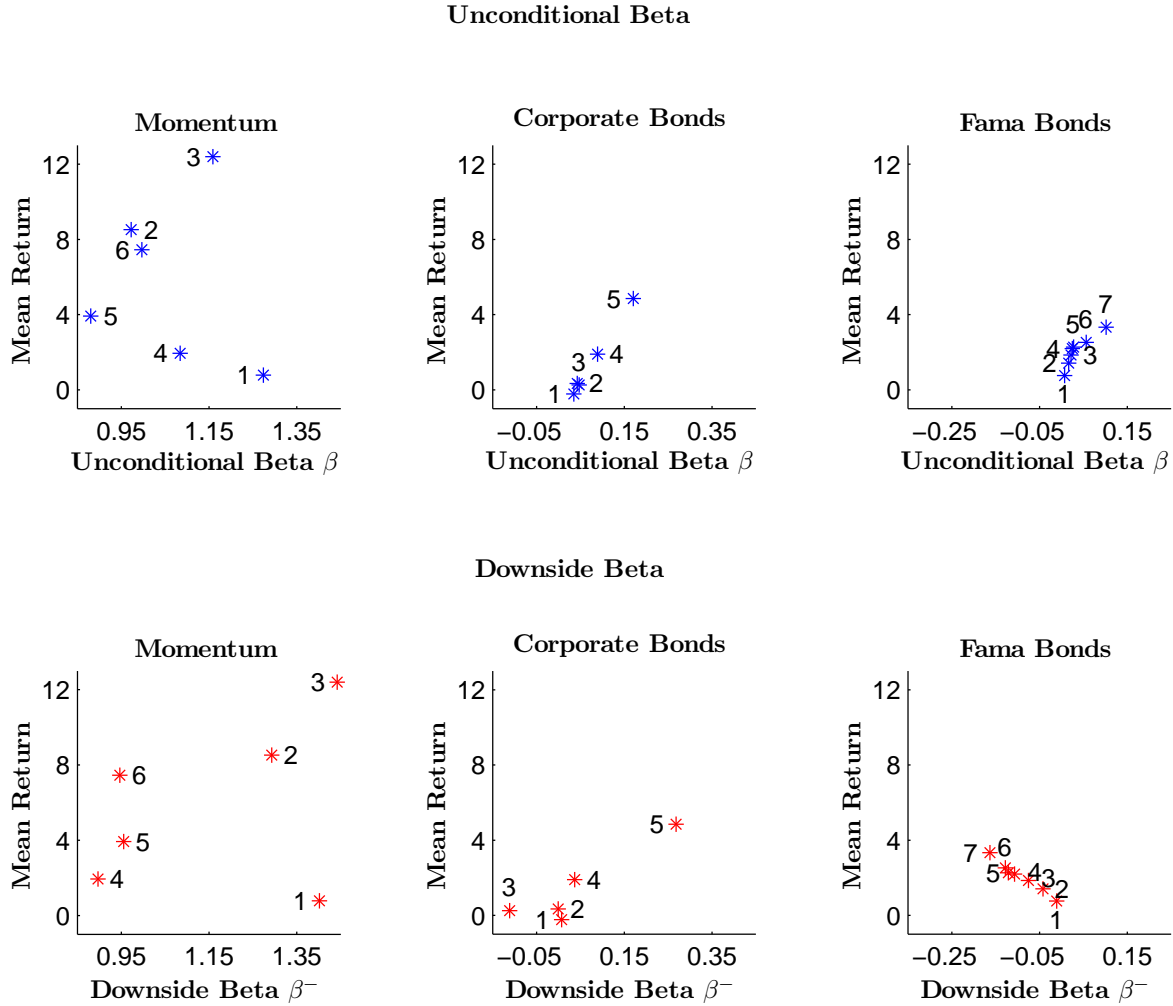 Unconditional Beta
Momentum
Corporate Bonds
Fama Bonds
Mean Return
12
8
4
0
3
2
6
5
4
1
0.95 1.15 1.35
Unconditional Beta β
Mean Return
12
8
4
0
5
4
3
2
1
−0.05 0.15 0.35
Unconditional Beta β
Mean Return
12
8
4
0
7
6
5
4
3
2
1
−0.25 −0.05 0.15
Unconditional Beta β
Downside Beta
Momentum
Corporate Bonds
Fama Bonds
Mean Return
12
8
4
0
3
2
6
5
4
1
0.95 1.15 1.35
Downside Beta β−
Mean Return
12
8
4
0
5
4
3
2
1
−0.05 0.15 0.35
Downside Beta β−
Mean Return
12
8
4
0
7
6
5
4
3
2
1
−0.25 −0.05 0.15
Downside Beta β−